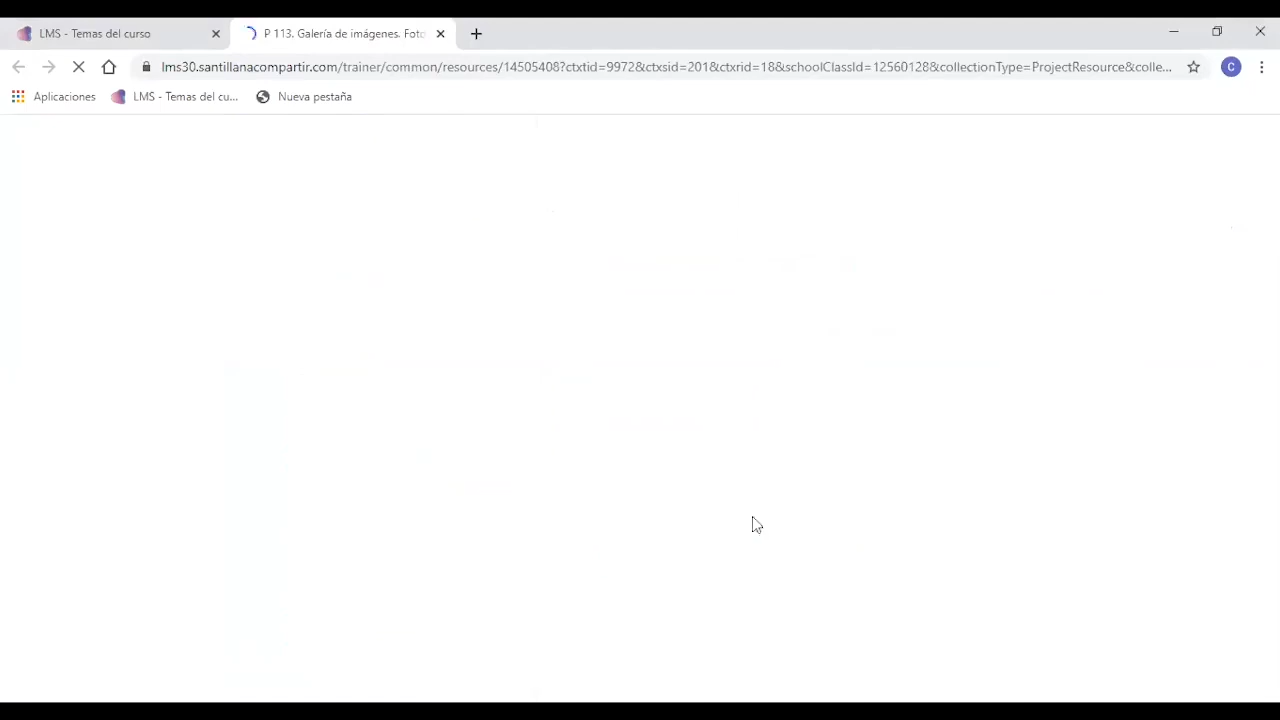 LMS - Temas del curso
P 113. Galería de imágenes. Foto
lms30.santillanacompartir.com/trainer/common/resources/14505408?ctxtid=9972&ctxsid=201&ctxrid=18&schoolClassId=12560128&collectionType=ProjectResource&colle...
C
Aplicaciones
LMS - Temas del cu...
Nueva pestaña